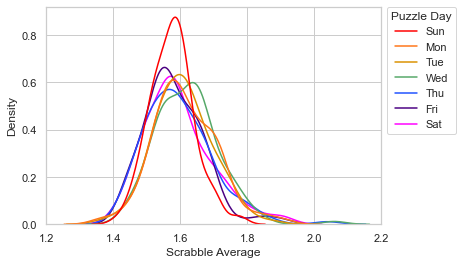 Puzzle Day
Sun
Mon
Tue
Wed
Thu
Fri
Sat
Density
0.8
0.6
0.4
0.2
0.0
1.2 1.4 1.6 1.8 2.0 2.2
Scrabble Average